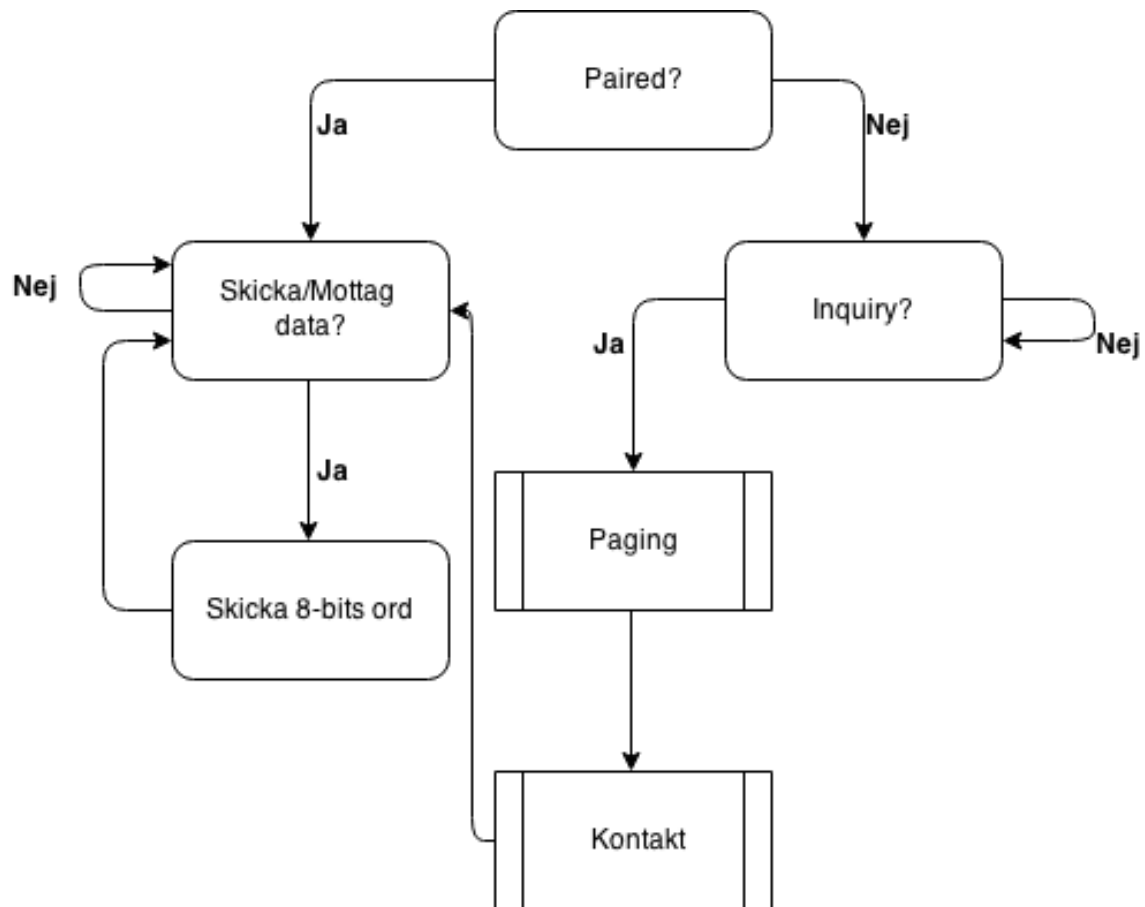 Paired?
Ja
Nej
Nej
Skicka/Mottag
data?
Inquiry?
Ja
Nej
Ja
Paging
Skicka 8-bits ord
Kontakt